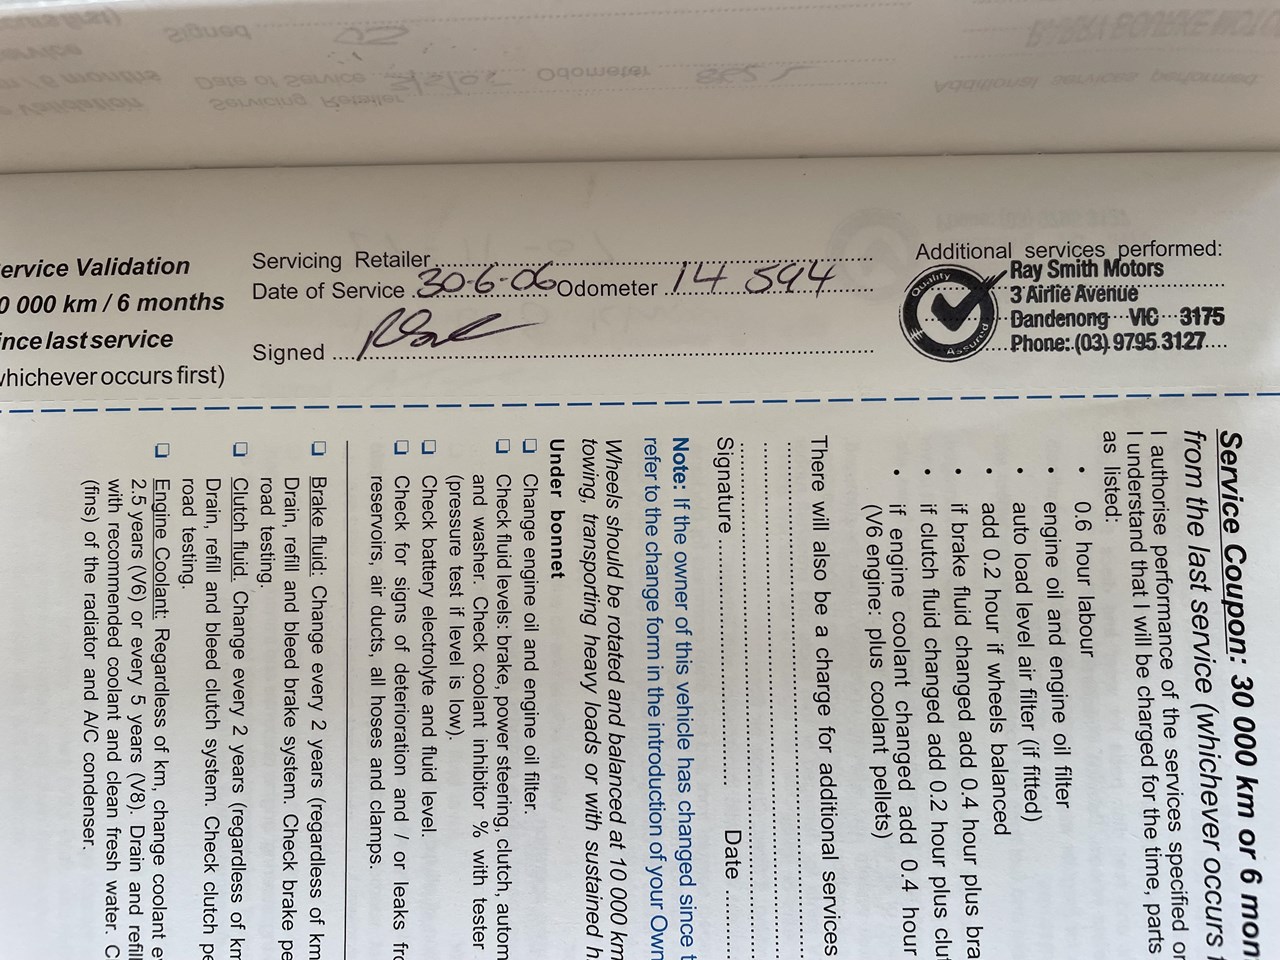 ervice Validation
0 000 km / 6 months
ince last service
whichever occurs first)
Servicing Retailer
Date of Service 30-6-06 Odometer 14 594
Signed
Additional services performed:
Quality
Assured
Ray Smith Motors
3 Airlie Avenue
Dandenong VIC 3175
Phone: (03) 9795 3127
Service Coupon: 30 000 km or 6 mon
from the last service (whichever occurs f
I authorise performance of the services specified or
I understand that I will be charged for the time, parts
as listed:
• 0.6 hour labour
• engine oil and engine oil filter
• auto load level air filter (if fitted)
• add 0.2 hour if wheels balanced
• if brake fluid changed add 0.4 hour plus bra
• if clutch fluid changed add 0.2 hour plus clut
• if engine coolant changed add 0.4 hour
(V6 engine: plus coolant pellets)
There will also be a charge for additional services
Signature Date
Note: If the owner of this vehicle has changed since t
refer to the change form in the introduction of your Own
Wheels should be rotated and balanced at 10 000 km
towing, transporting heavy loads or with sustained h
Under bonnet
❑ Change engine oil and engine oil filter.
❑ Check fluid levels: brake, power steering, clutch, autom
and washer. Check coolant inhibitor % with tester
(pressure test if level is low).
❑ Check battery electrolyte and fluid level.
❑ Check for signs of deterioration and / or leaks fro
reservoirs, air ducts, all hoses and clamps.
❑ Brake fluid: Change every 2 years (regardless of km
Drain, refill and bleed brake system. Check brake pe
road testing.
❑ Clutch fluid. Change every 2 years (regardless of km
Drain, refill and bleed clutch system. Check clutch pe
road testing.
❑ Engine Coolant: Regardless of km, change coolant e
2.5 years (V6) or every 5 years (V8). Drain and refill
with recommended coolant and clean fresh water. C
(fins) of the radiator and A/C condenser.